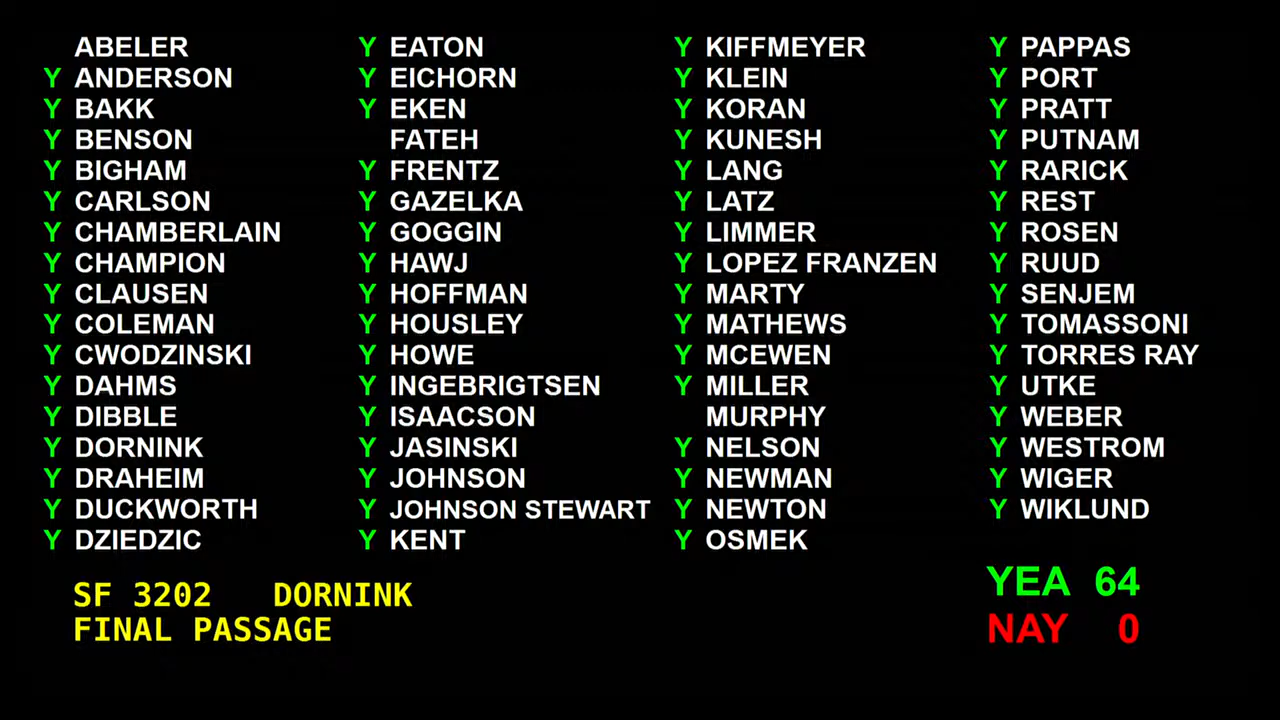 ABELER Y EATON Y KIFFMEYER Y PAPPAS
Y ANDERSON Y EICHORN Y KLEIN Y PORT
Y BAKK Y EKEN Y KORAN Y PRATT
Y BENSON FATEH Y KUNESH Y PUTNAM
Y BIGHAM Y FRENTZ Y LANG Y RARICK
Y CARLSON Y GAZELKA Y LATZ Y REST
Y CHAMBERLAIN Y GOGGIN Y LIMMER Y ROSEN
Y CHAMPION Y HAWJ Y LOPEZ FRANZEN Y RUUD
Y CLAUSEN Y HOFFMAN Y MARTY Y SENJEM
Y COLEMAN Y HOUSLEY Y MATHEWS Y TOMASSONI
Y CWODZINSKI Y HOWE Y MCEWEN Y TORRES RAY
Y DAHMS Y INGEBRIGTSEN Y MILLER Y UTKE
Y DIBBLE Y ISAACSON MURPHY Y WEBER
Y DORNINK Y JASINSKI Y NELSON Y WESTROM
Y DRAHEIM Y JOHNSON Y NEWMAN Y WIGER
Y DUCKWORTH Y JOHNSON STEWART Y NEWTON Y WIKLUND
Y DZIEDZIC Y KENT Y OSMEK
SF 3202 DORNINK
FINAL PASSAGE
YEA 64
NAY 0